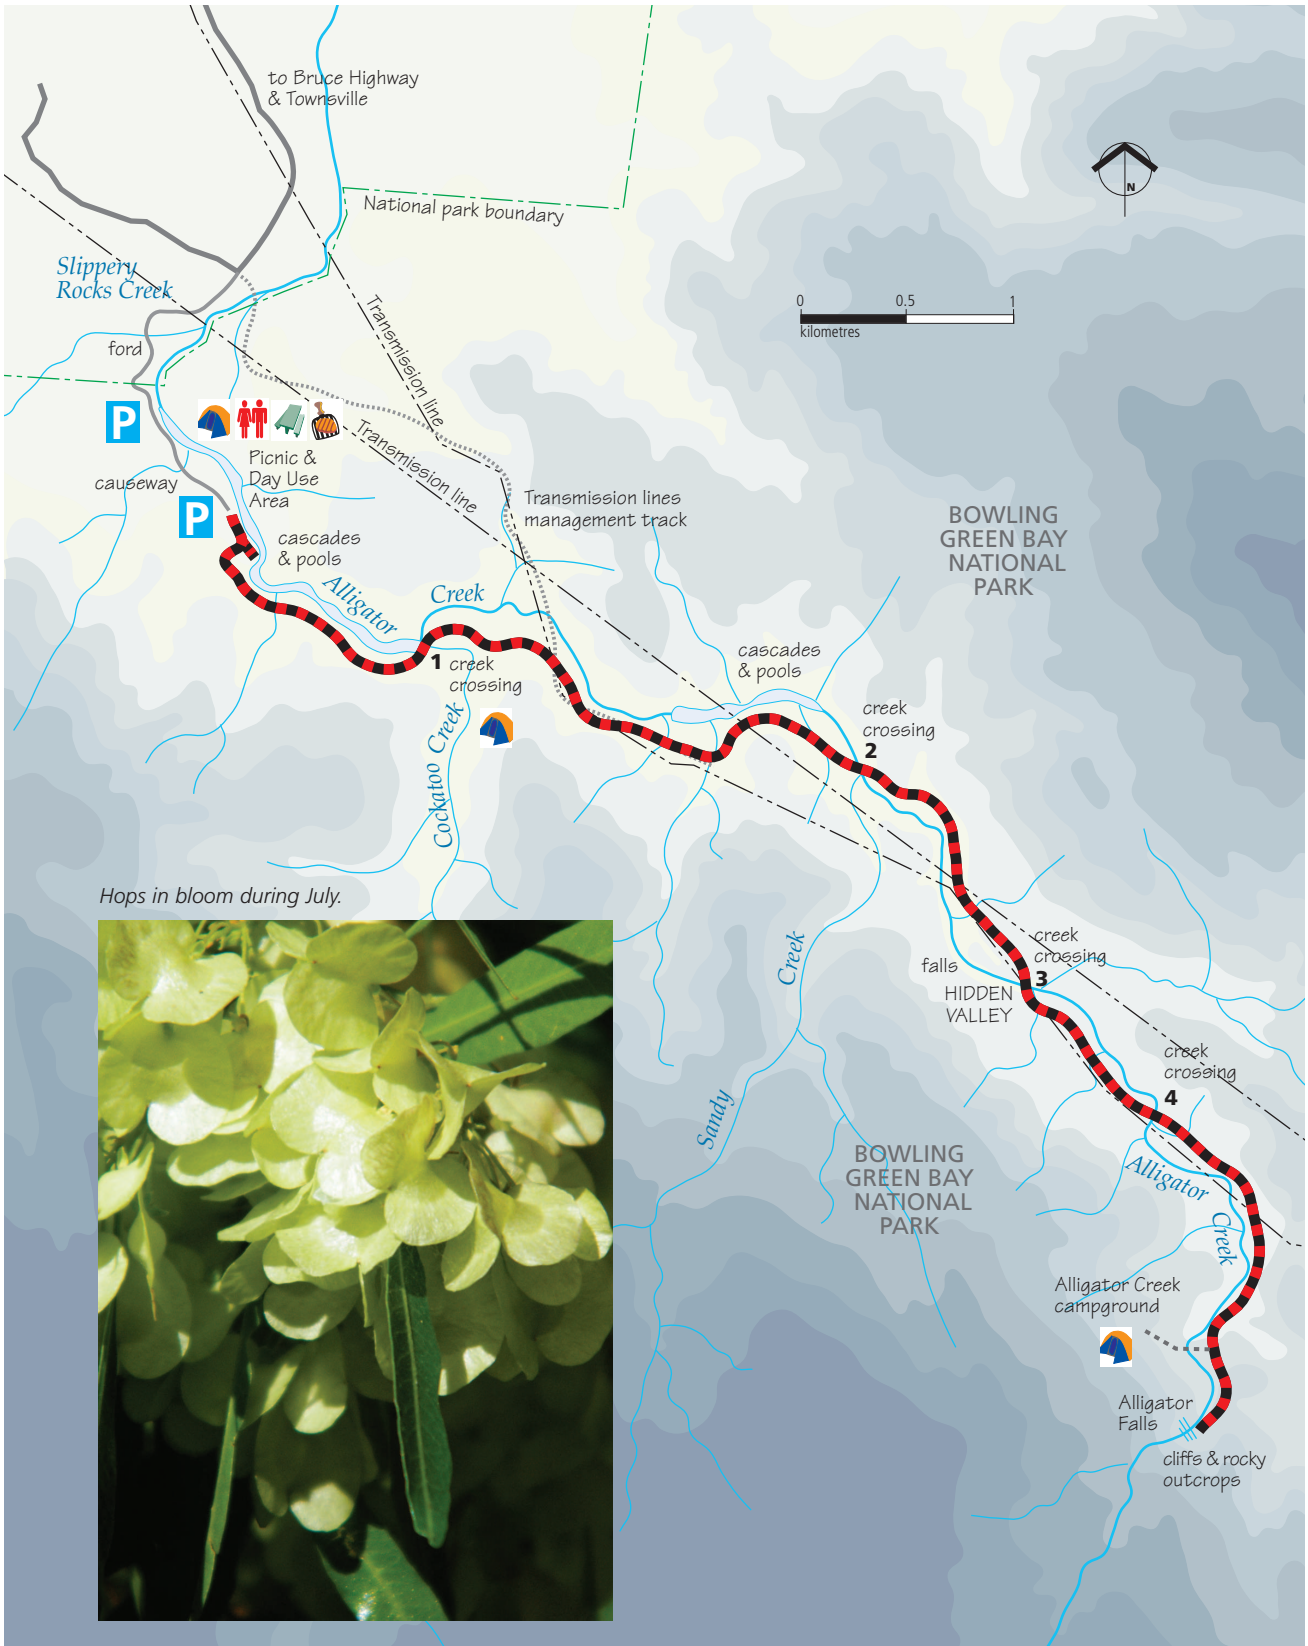 to Bruce Highway
& Townsville
N
National park boundary
Slippery
Rocks Creek
0 0.5 1
kilometres
Transmission line
ford
P
Transmission line
Picnic &
Day Use
Area
causeway
P
Transmission lines
management track
BOWLING
GREEN BAY
NATIONAL
PARK
cascades
& pools
Alligator
Creek
1 creek
crossing
cascades
& pools
creek
crossing
2
Cockatoo Creek
Hops in bloom during July.
creek
crossing
3
falls
HIDDEN
VALLEY
Sandy
Creek
creek
crossing
4
BOWLING
GREEN BAY
NATIONAL
PARK
Alligator
Creek
Alligator Creek
campground
Alligator
Falls
cliffs & rocky
outcrops